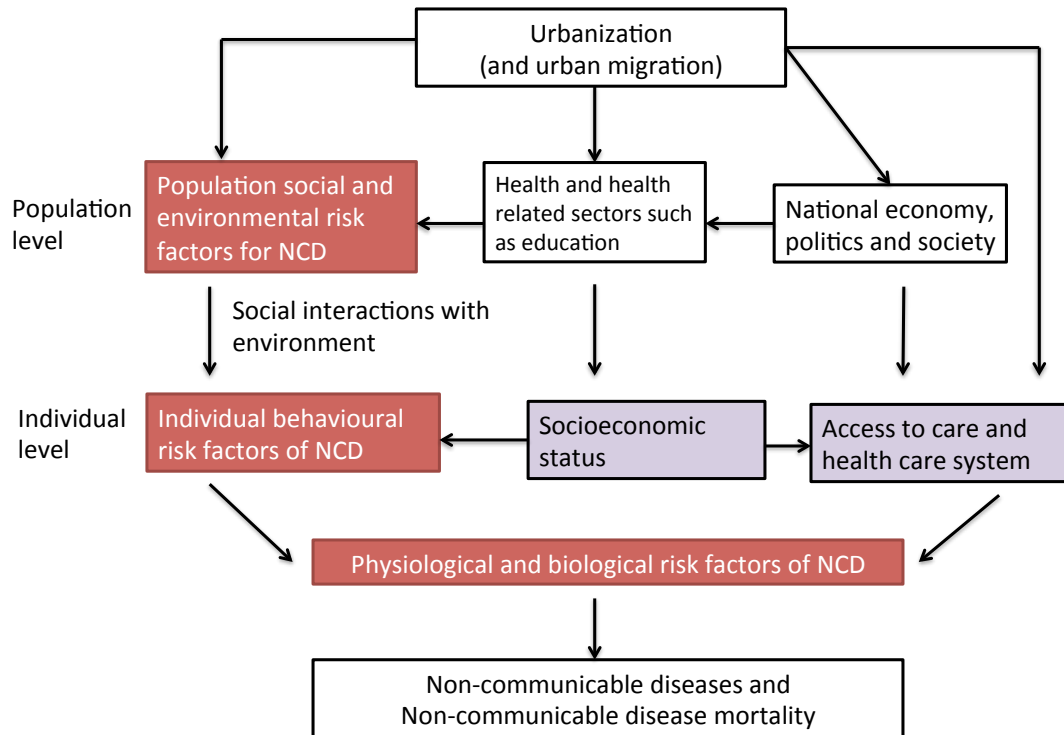 Urbanization
(and urban migration)
Population
level
Population social and
environmental risk
factors for NCD
Health and health
related sectors such
as education
National economy,
politics and society
Social interactions with
environment
Individual
level
Individual behavioural
risk factors of NCD
Socioeconomic
status
Access to care and
health care system
Physiological and biological risk factors of NCD
Non-communicable diseases and
Non-communicable disease mortality